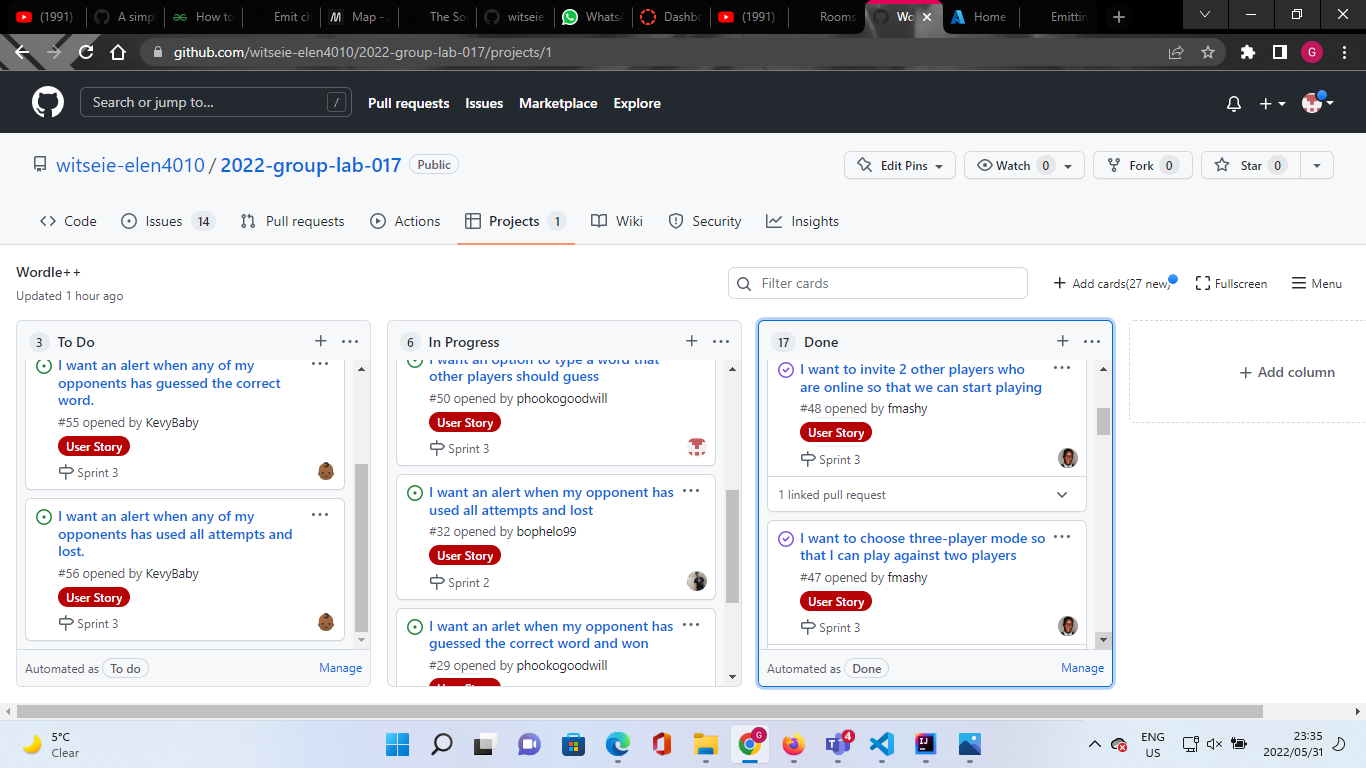 (1991)
A simp
How to
Emit ch
Map -
The So
witseie
WhatsA
Dashbo
(1991)
Rooms
Wo
Home
Emittin
github.com/witseie-elen4010/2022-group-lab-017/projects/1
G
Search or jump to...
/
Pull requests
Issues
Marketplace
Explore
witseie-elen4010 / 2022-group-lab-017
Public
Edit Pins
Watch 0
Fork 0
Star 0
Code
Issues 14
Pull requests
Actions
Projects 1
Wiki
Security
Insights
Wordle++
Updated 1 hour ago
Filter cards
Add cards(27 new)
Fullscreen
Menu
3 To Do
I want an alert when any of my
opponents has guessed the correct
word.
#55 opened by KevyBaby
User Story
Sprint 3
I want an alert when any of my
opponents has used all attempts and
lost.
#56 opened by KevyBaby
User Story
Sprint 3
Automated as To do
Manage
6 In Progress
I want an option to type a word that
other players should guess
#50 opened by phookogoodwill
User Story
Sprint 3
I want an alert when my opponent has
used all attempts and lost
#32 opened by bophelo99
User Story
Sprint 2
I want an arlet when my opponent has
guessed the correct word and won
#29 opened by phookogoodwill
User Story
17 Done
I want to invite 2 other players who
are online so that we can start playing
#48 opened by fmashy
User Story
Sprint 3
1 linked pull request
I want to choose three-player mode so
that I can play against two players
#47 opened by fmashy
User Story
Sprint 3
Automated as Done
Manage
Add column
5°C
Clear
G
4
ENG
US
23:35
2022/05/31